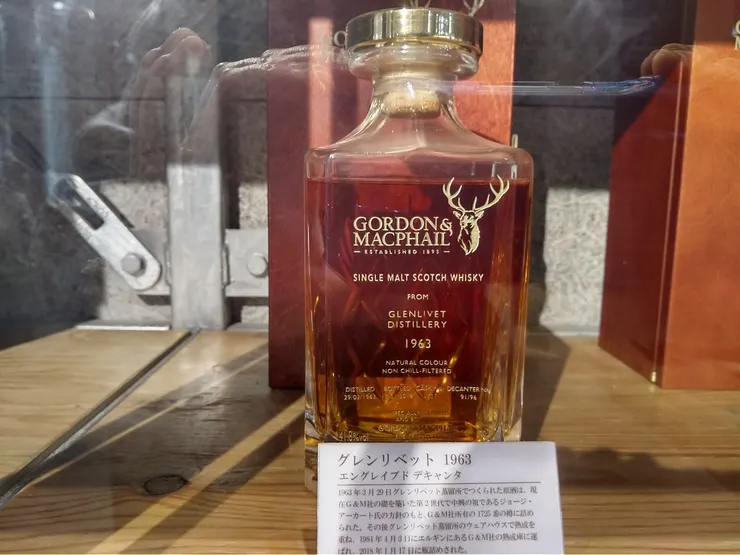 GORDON&
MACPHAIL
ESTABLISHED 1895
SINGLE MALT SCOTCH WHISKY
FROM
GLENLIVET
DISTILLERY
1963
NATURAL COLOUR
NON CHILL-FILTERED
DISTILLED BOTTLED DECANTER
91/96
グレンリベット 1963
エングレイブド デキャンタ
1963年3月29日グレンリベット蒸留所でつくられた原酒は、現
在G&M社の礎を築いた第2世代で中興の祖であるジョージ・
アーカート氏の方針のもと、G&M社所有の1725番の樽に詰め
られた。その後グレンリベット蒸留所のウェアハウスで熟成を
重ね、1981年4月3日にエルギンにあるG&M社の熟成庫に運
ばれ、2018年1月17日に瓶詰めされた。